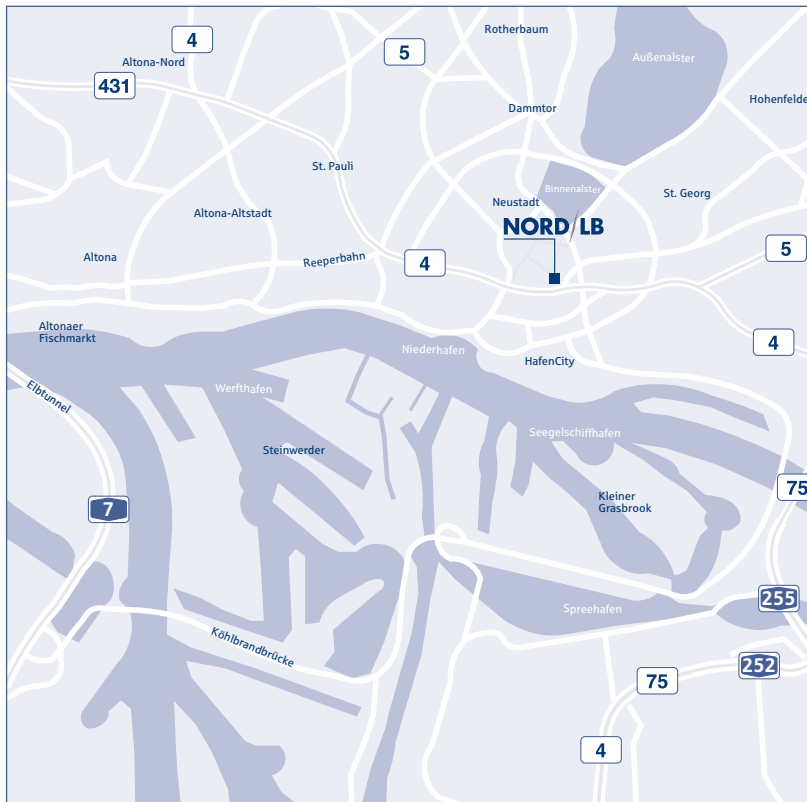 Rotherbaum
4
5
Außenalster
Altona-Nord
431
Hohenfelde
Dammtor
St. Pauli
Binnenalster
St. Georg
Neustadt
Altona-Altstadt
NORD/LB
5
Altona
Reeperbahn
4
Altonaer
Fischmarkt
4
Niederhafen
HafenCity
Werfthafen
Elbtunnel
Seegelschiffhafen
Steinwerder
75
Kleiner
Grasbrook
7
255
Spreehafen
Köhlbrandbrücke
252
75
4